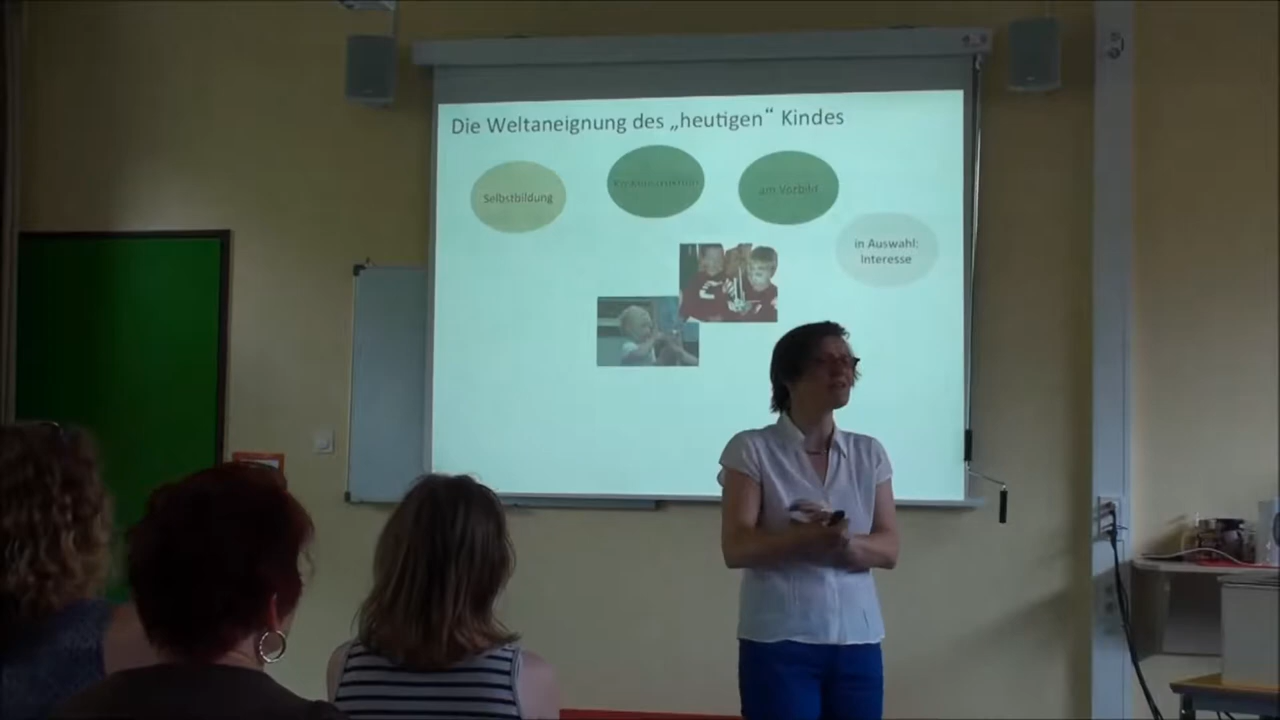 Die Weltaneignung des „heutigen“ Kindes
Selbstbildung
am Vorbild
in Auswahl:
Interesse